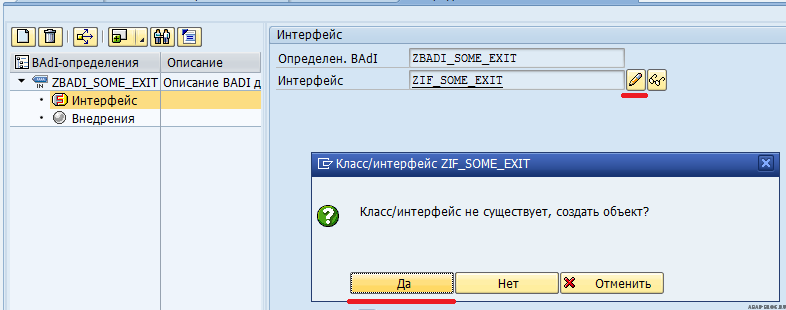 BAdI-определения Описание
ZBADI_SOME_EXIT Описание BADI д
Интерфейс
Внедрения
Интерфейс
Определен. BAdI ZBADI_SOME_EXIT
Интерфейс ZIF_SOME_EXIT
Класс/интерфейс ZIF_SOME_EXIT
Класс/интерфейс не существует, создать объект?
Да Нет Отменить